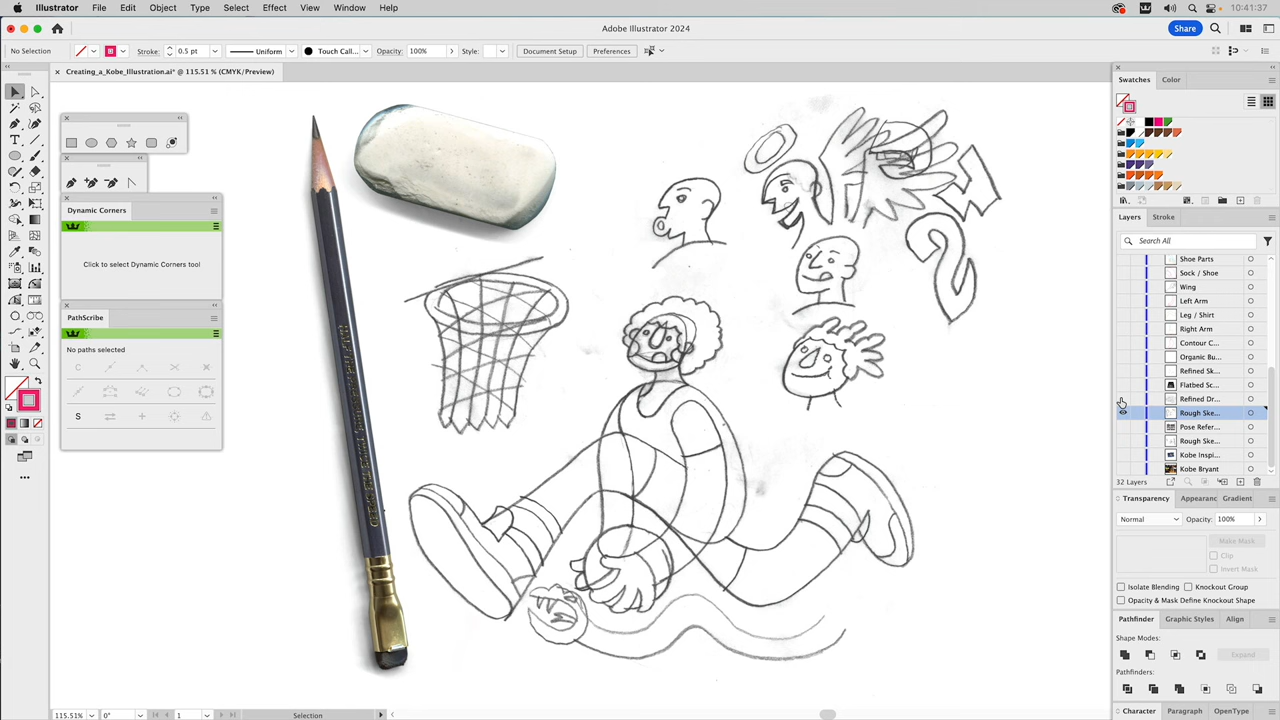 Illustrator File Edit Object Type Select Effect View Window Help 10:41:37
Adobe Illustrator 2024
Share
No Selection Stroke: 0.5 pt Uniform Touch Call... Opacity: 100% Style: Document Setup Preferences
Creating_a_Kobe_Illustration.ai* @ 115.51 % (CMYK/Preview)
Dynamic Corners
Click to select Dynamic Corners tool
PathScribe
No paths selected
C
S
Swatches Color
Layers Stroke
Search All
Shoe Parts
Sock / Shoe
Wing
Left Arm
Leg / Shirt
Right Arm
Contour C...
Organic Bu...
Refined Sk...
Flatbed Sc...
Refined Dr...
Rough Ske...
Pose Refer...
Rough Ske...
Kobe Inspi...
Kobe Bryant
32 Layers
Transparency Appearanc Gradient
Normal Opacity: 100%
Make Mask
Clip
Invert Mask
Isolate Blending Knockout Group
Opacity & Mask Define Knockout Shape
Pathfinder Graphic Styles Align
Shape Modes:
Expand
Pathfinders:
Character Paragraph OpenType
115.51% 0° 1 Selection